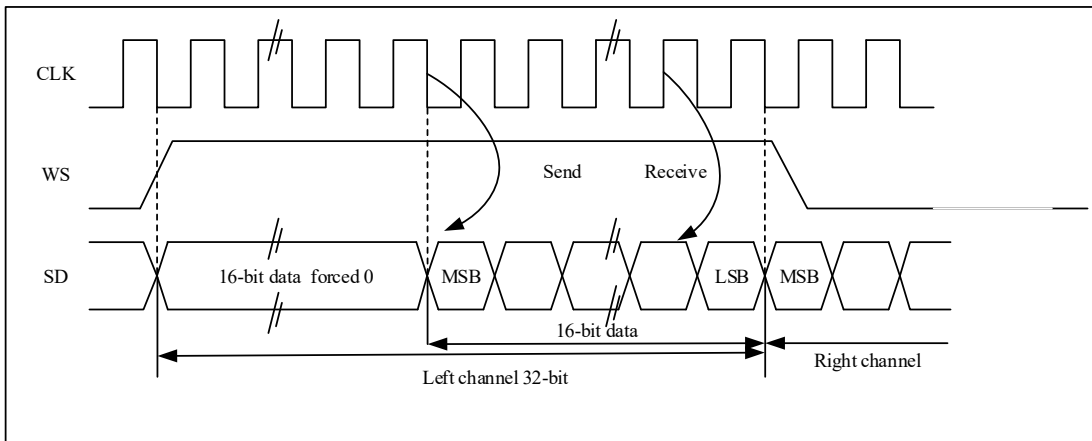 CLK
WS
Send
Receive
SD
16-bit data  forced 0
MSB
LSB
MSB
16-bit data
Right channel
Left channel 32-bit